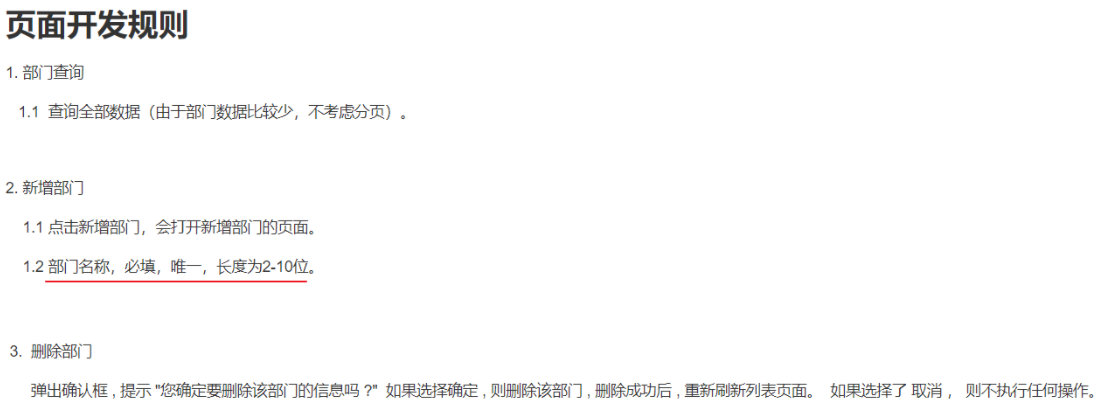 页面开发规则
1. 部门查询
1.1 查询全部数据（由于部门数据比较少，不考虑分页）。
2. 新增部门
1.1 点击新增部门，会打开新增部门的页面。
1.2 部门名称，必填，唯一，长度为2-10位。
3. 删除部门
弹出确认框 , 提示 "您确定要删除该部门的信息吗 ?" 如果选择确定 , 则删除该部门 , 删除成功后 , 重新刷新列表页面。 如果选择了 取消 , 则不执行任何操作。